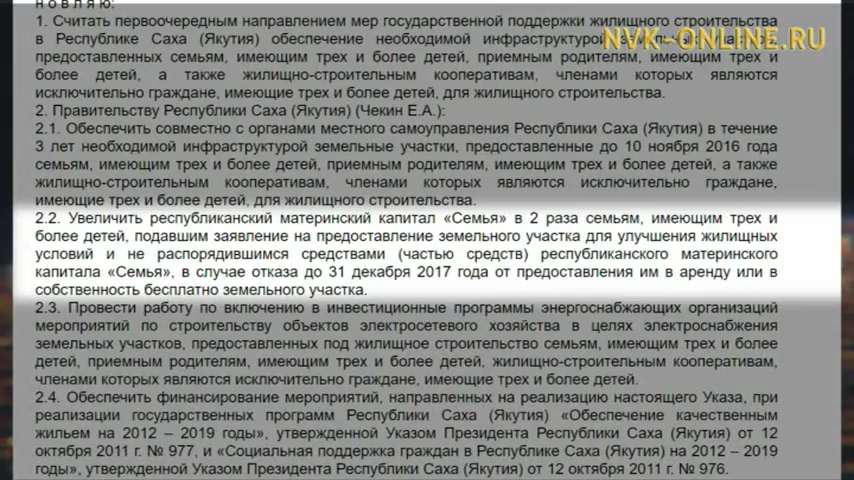 н о в л я ю:
1. Считать первоочередным направлением мер государственной поддержки жилищного строительства
NVK-ONLINE.RU
в Республике Саха (Якутия) обеспечение необходимой инфраструктурой
предоставленных семьям, имеющим трех и более детей, приемным родителям, имеющим трех и
более детей, а также жилищно-строительным кооперативам, членами которых являются
исключительно граждане, имеющие трех и более детей, для жилищного строительства.
2. Правительству Республики Саха (Якутия) (Чекин Е.А.):
2.1. Обеспечить совместно с органами местного самоуправления Республики Саха (Якутия) в течение
3 лет необходимой инфраструктурой земельные участки, предоставленные до 10 ноября 2016 года
семьям, имеющим трех и более детей, приемным родителям, имеющим трех и более детей, а также
жилищно-строительным кооперативам, членами которых являются исключительно граждане,
имеющие трех и более детей, для жилищного строительства.
2.2. Увеличить республиканский материнский капитал «Семья» в 2 раза семьям, имеющим трех и
более детей, подавшим заявление на предоставление земельного участка для улучшения жилищных
условий и не распорядившимся средствами (частью средств) республиканского материнского
капитала «Семья», в случае отказа до 31 декабря 2017 года от предоставления им в аренду или в
собственность бесплатно земельного участка.
2.3. Провести работу по включению в инвестиционные программы энергоснабжающих организаций
мероприятий по строительству объектов электросетевого хозяйства в целях электроснабжения
земельных участков, предоставленных под жилищное строительство семьям, имеющим трех и более
детей, приемным родителям, имеющим трех и более детей, жилищно-строительным кооперативам,
членами которых являются исключительно граждане, имеющие трех и более детей.
2.4. Обеспечить финансирование мероприятий, направленных на реализацию настоящего Указа, при
реализации государственных программ Республики Саха (Якутия) «Обеспечение качественным
жильем на 2012 – 2019 годы», утвержденной Указом Президента Республики Саха (Якутия) от 12
октября 2011 г. № 977, и «Социальная поддержка граждан в Республике Саха (Якутия) на 2012 – 2019
годы», утвержденной Указом Президента Республики Саха (Якутия) от 12 октября 2011 г. № 976.